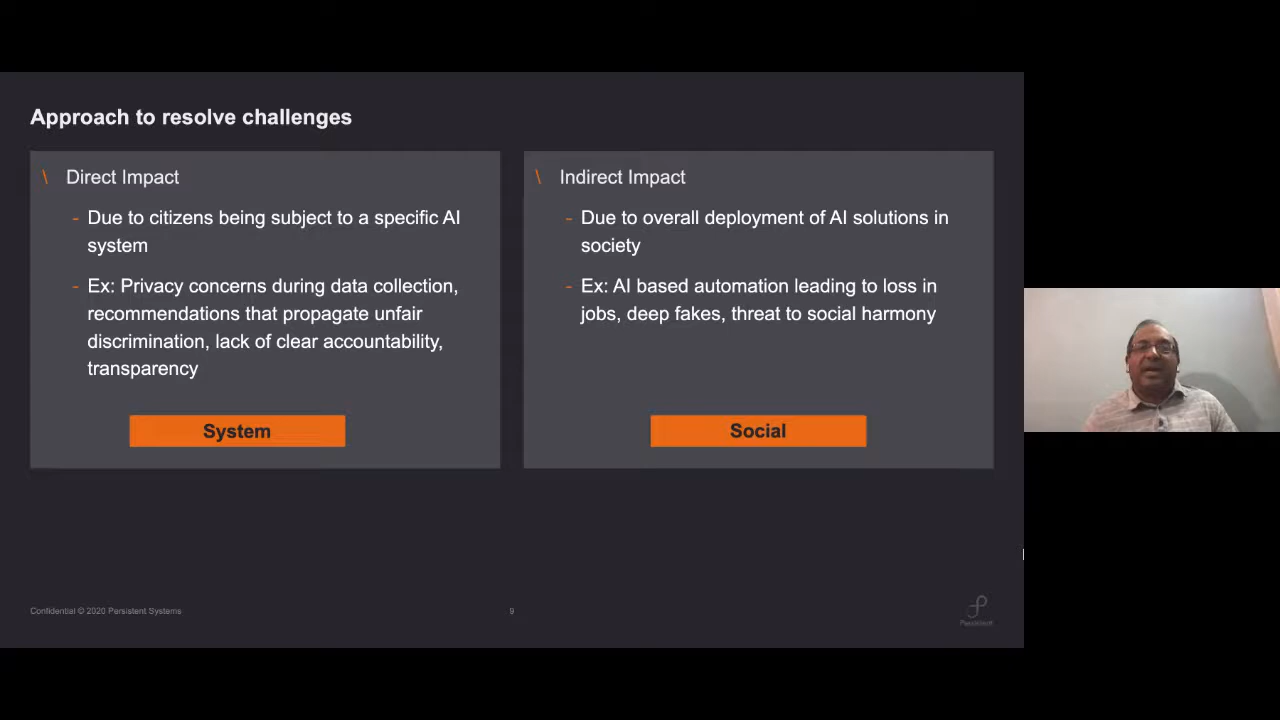 Approach to resolve challenges
\ Direct Impact
- Due to citizens being subject to a specific AI
system
- Ex: Privacy concerns during data collection,
recommendations that propagate unfair
discrimination, lack of clear accountability,
transparency
System
\ Indirect Impact
- Due to overall deployment of AI solutions in
society
- Ex: AI based automation leading to loss in
jobs, deep fakes, threat to social harmony
Social
Confidential © 2020 Persistent Systems
9
Persistent